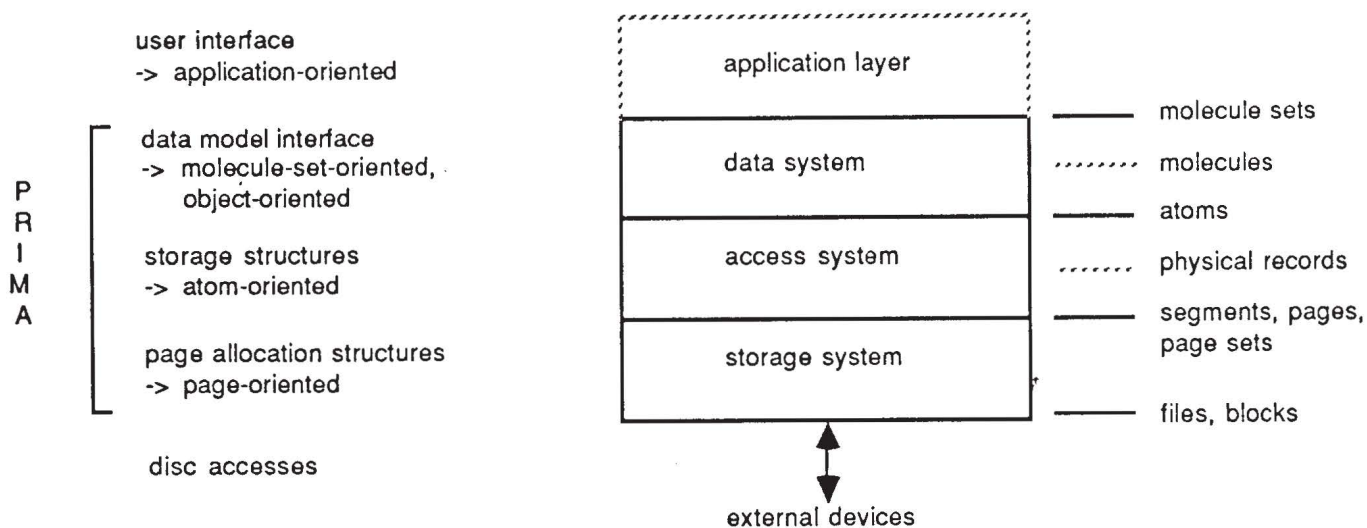 user interface
-> application-oriented
data model interface
-> molecule-set-oriented,
object-oriented
storage structures
-> atom-oriented
page allocation structures
-> page-oriented
disc accesses
P
R
I
M
A
application layer
data system
access system
storage system
external devices
molecule sets
molecules
atoms
physical records
segments, pages,
page sets
files, blocks